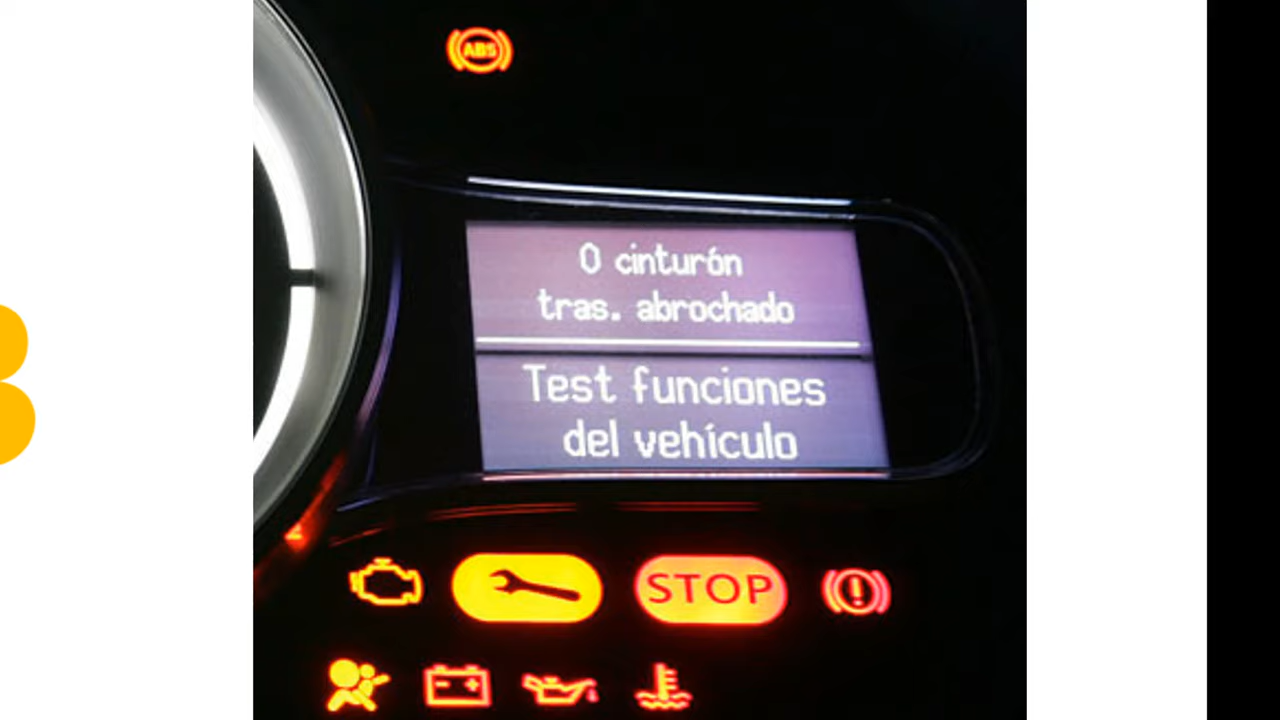 ABS
0 cinturón
tras. abrochado
Test funciones
del vehículo
STOP